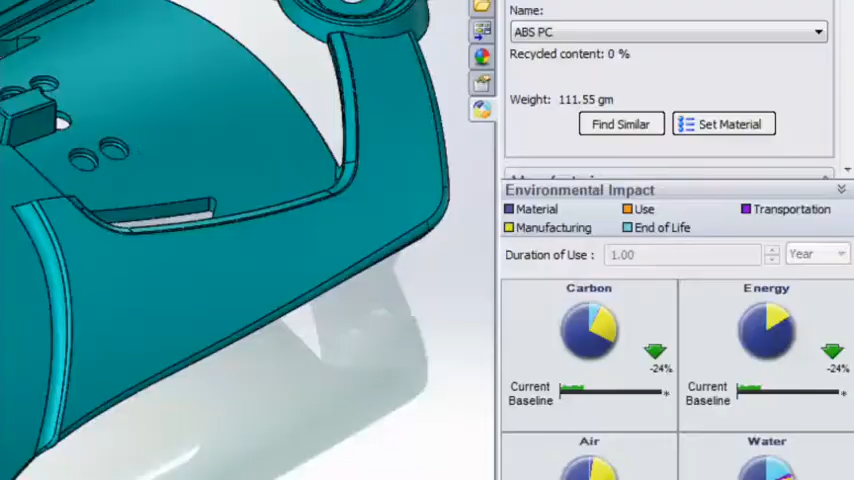 Name:
ABS PC
Recycled content: 0 %
Weight: 111.55 gm
Find Similar Set Material
Environmental Impact
Material Use Transportation
Manufacturing End of Life
Duration of Use : 1.00 Year
Carbon Energy
-24% -24%
Current Current
Baseline Baseline
Air Water